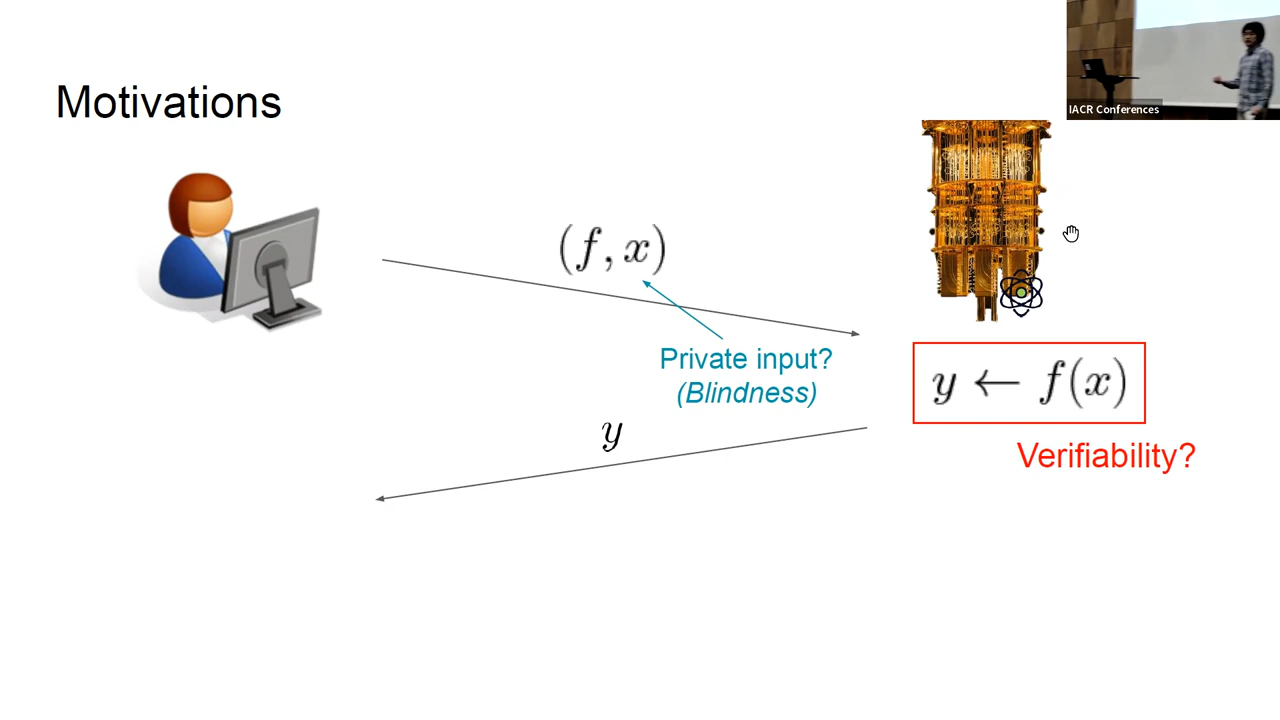 Motivations
IACR Conferences
(f, x)
Private input?
(Blindness)
y ← f(x)
y
Verifiability?